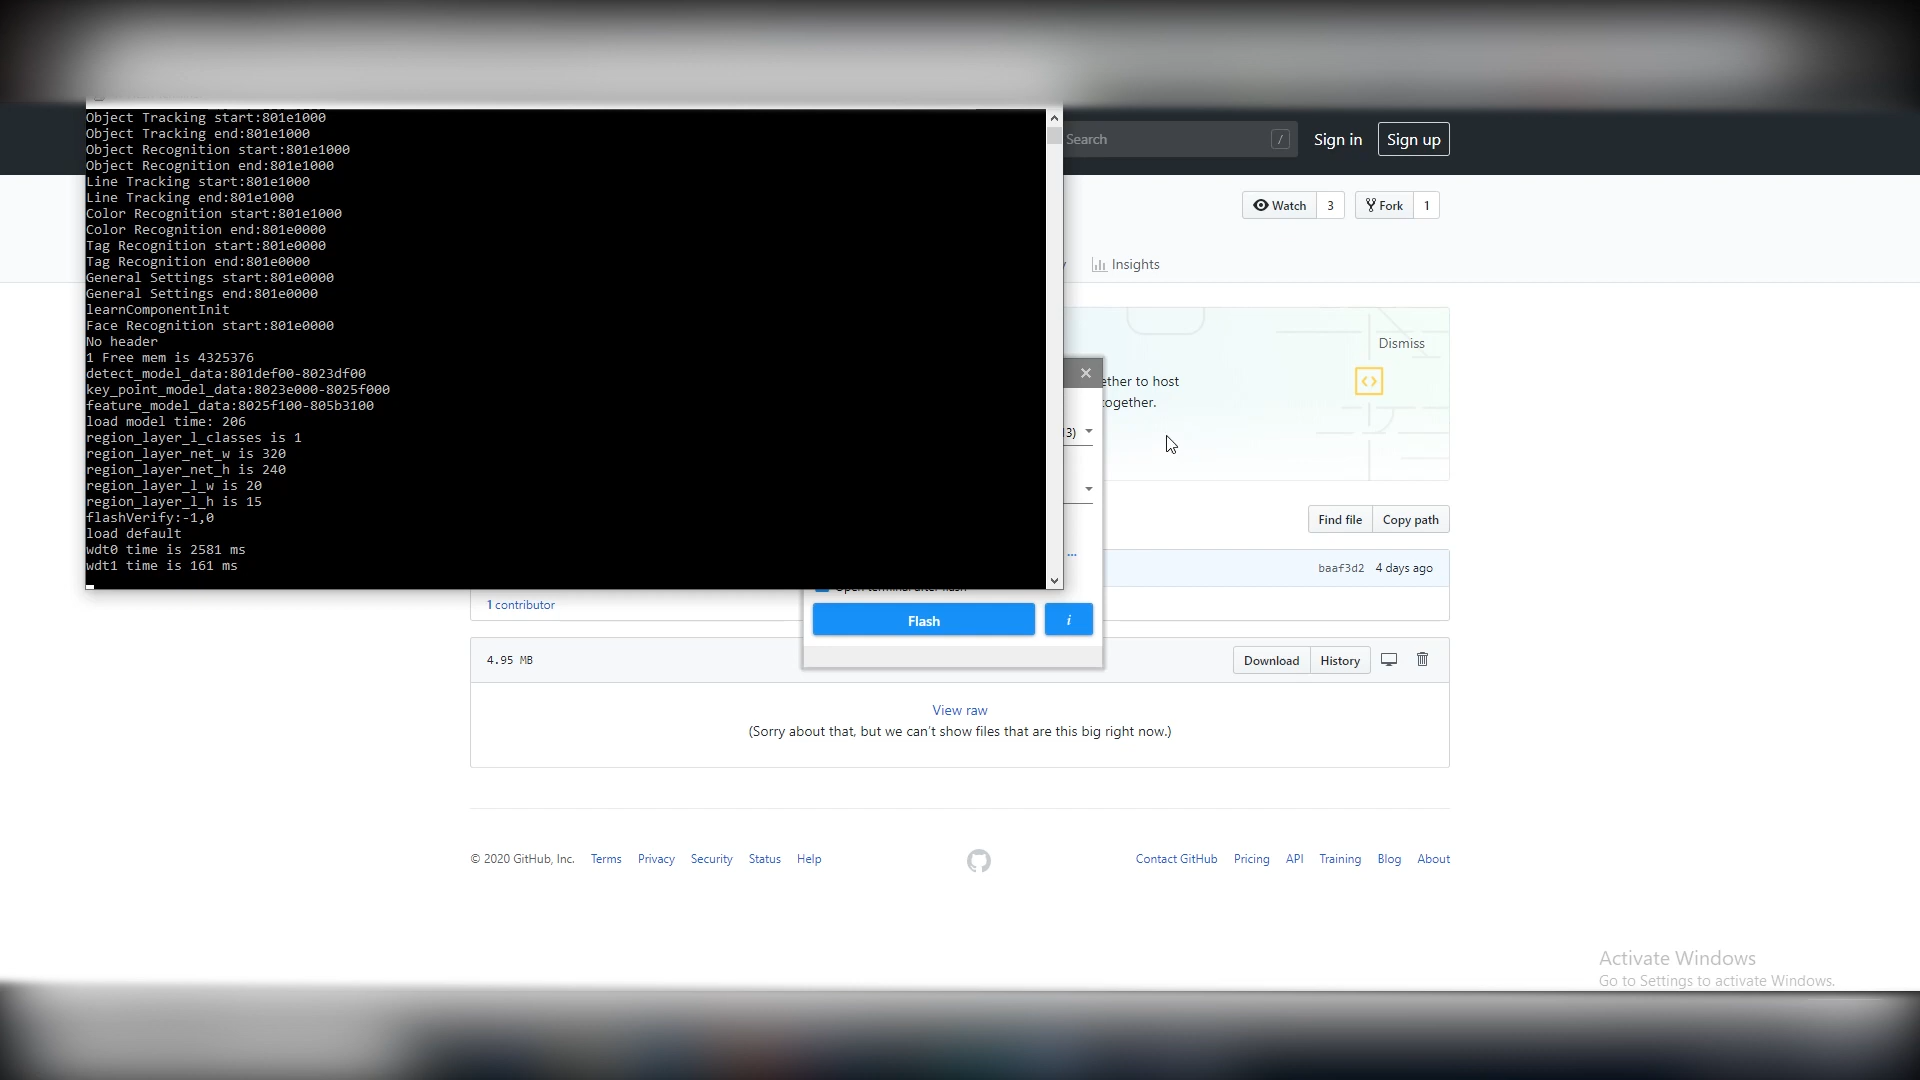 Object Tracking start:801e1000
Object Tracking end:801e1000
Object Recognition start:801e1000
Object Recognition end:801e1000
Line Tracking start:801e1000
Line Tracking end:801e1000
Color Recognition start:801e1000
Color Recognition end:801e0000
Tag Recognition start:801e0000
Tag Recognition end:801e0000
General Settings start:801e0000
General Settings end:801e0000
learnComponentInit
Face Recognition start:801e0000
No header
1 Free mem is 4325376
detect_model_data:801def00-8023df00
key_point_model_data:8023e000-8025f000
feature_model_data:8025f100-805b3100
load model time: 206
region_layer_l_classes is 1
region_layer_net_w is 320
region_layer_net_h is 240
region_layer_l_w is 20
region_layer_l_h is 15
flashVerify:-1,0
load default
wdt0 time is 2581 ms
wdt1 time is 161 ms
Search /
Sign in Sign up
Watch 3 Fork 1
Insights
Dismiss
ether to host
together.
13)
...
Find file Copy path
baaf3d2 4 days ago
1 contributor
Open terminal after flash
Flash i
4.95 MB
Download History
View raw
(Sorry about that, but we can't show files that are this big right now.)
© 2020 GitHub, Inc. Terms Privacy Security Status Help
Contact GitHub Pricing API Training Blog About
Activate Windows
Go to Settings to activate Windows.